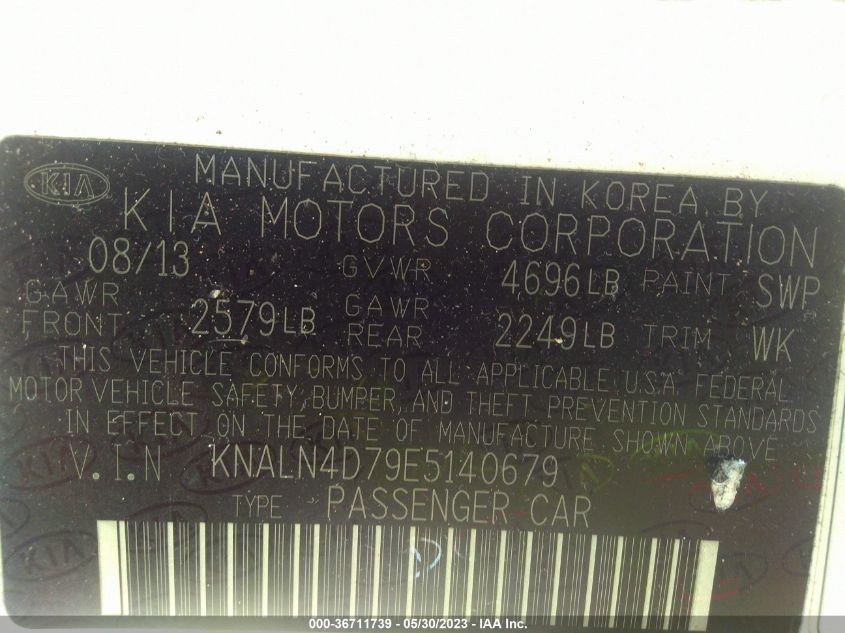 KIA
MANUFACTURED IN KOREA BY
KIA MOTORS CORPORATION
08/13 GVWR 4696LB PAINT SWP
GAWR FRONT 2579LB GAWR REAR 2249LB TRIM WK
THIS VEHICLE CONFORMS TO ALL APPLICABLE U.S.A. FEDERAL
MOTOR VEHICLE SAFETY, BUMPER, AND THEFT PREVENTION STANDARDS
IN EFFECT ON THE DATE OF MANUFACTURE SHOWN ABOVE
V.I.N KNALN4D79E5140679
TYPE PASSENGER CAR
000-36711739 - 05/30/2023 - IAA Inc.